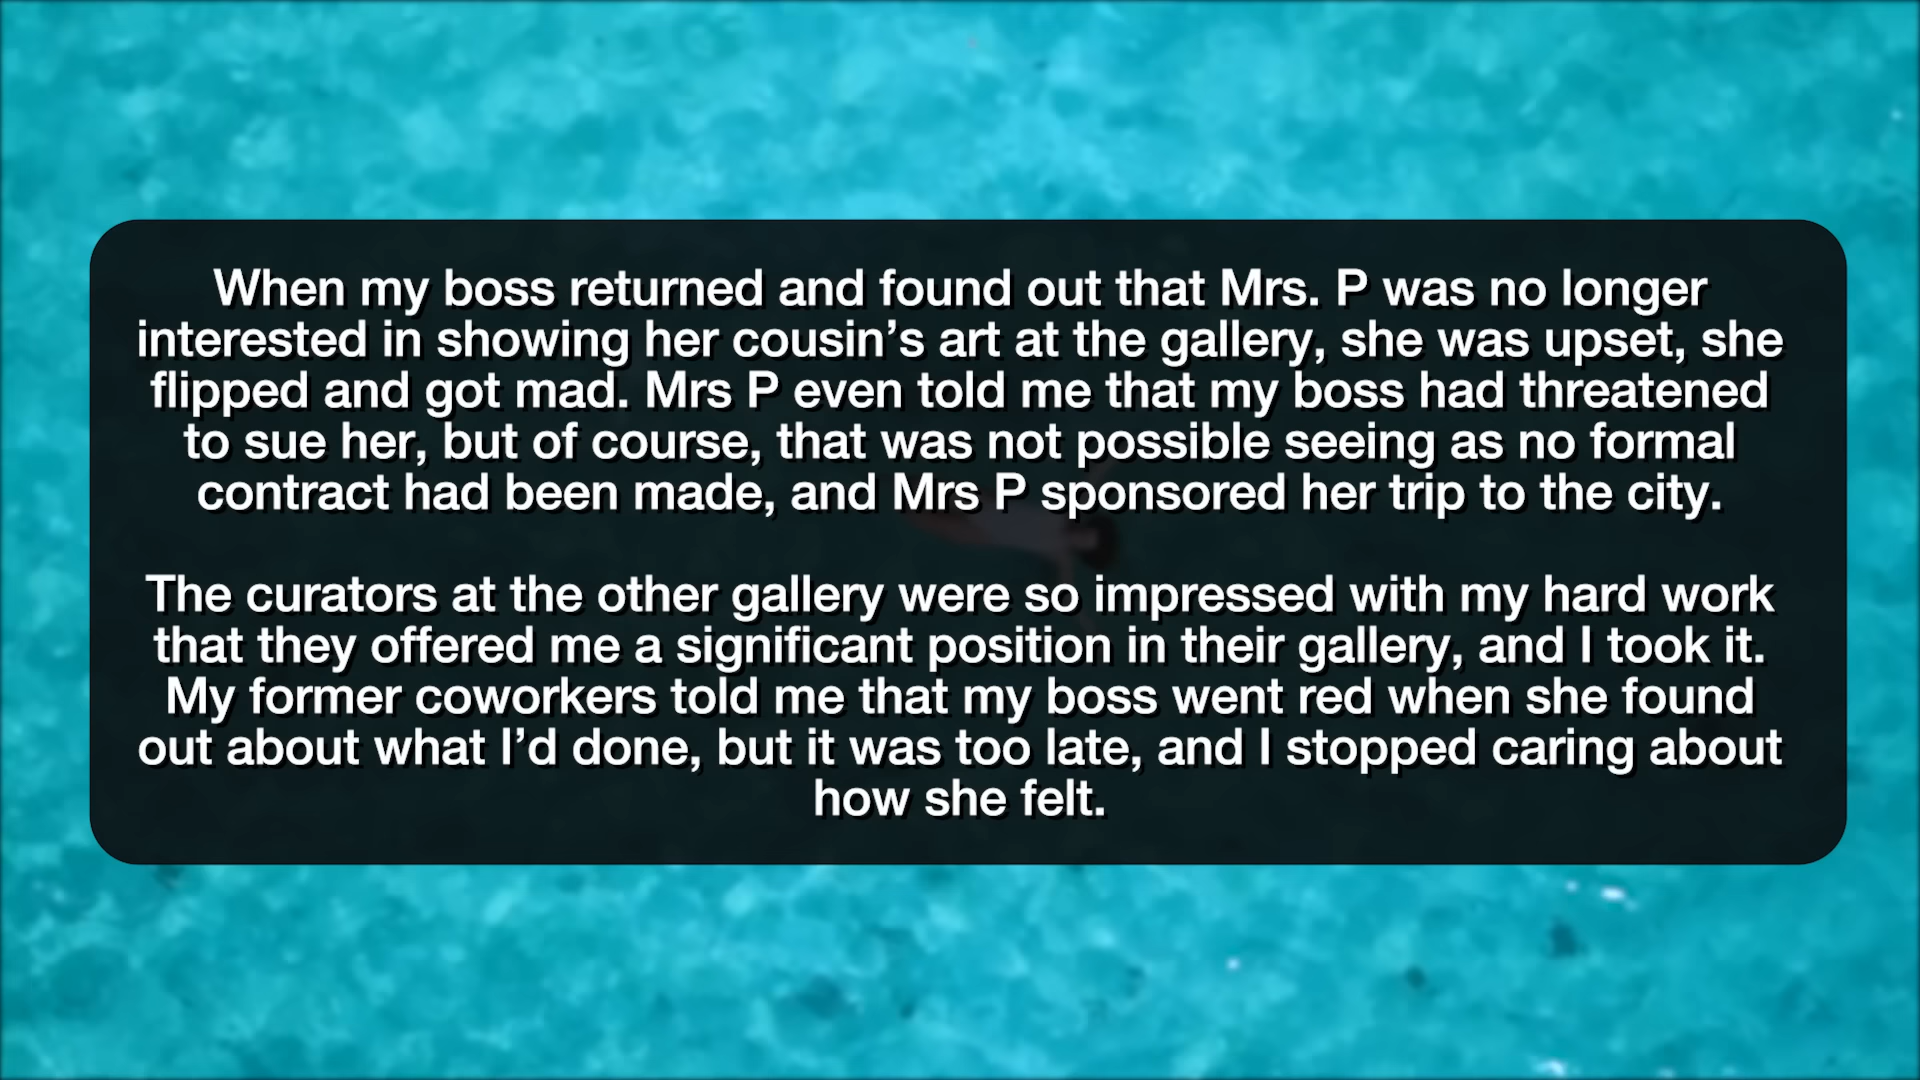 When my boss returned and found out that Mrs. P was no longer
interested in showing her cousin’s art at the gallery, she was upset, she
flipped and got mad. Mrs P even told me that my boss had threatened
to sue her, but of course, that was not possible seeing as no formal
contract had been made, and Mrs P sponsored her trip to the city.
The curators at the other gallery were so impressed with my hard work
that they offered me a significant position in their gallery, and I took it.
My former coworkers told me that my boss went red when she found
out about what I’d done, but it was too late, and I stopped caring about
how she felt.